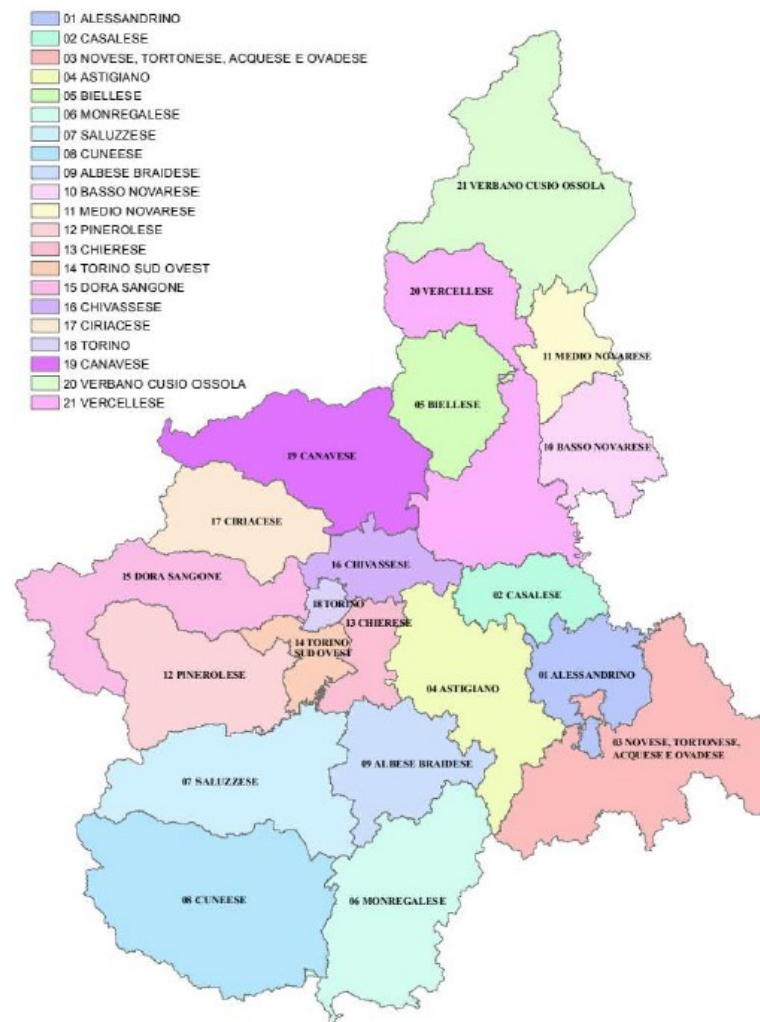 01 ALESSANDRINO
02 CASALESE
03 NOVESE, TORTONESE, ACQUESE E OVADESE
04 ASTIGIANO
05 BIELLESE
06 MONREGALESE
07 SALUZZESE
08 CUNEESE
09 ALBESE BRAIDESE
10 BASSO NOVARESE
11 MEDIO NOVARESE
12 PINEROLESE
13 CHIERESE
14 TORINO SUD OVEST
15 DORA SANGONE
16 CHIVASSESE
17 CIRIACESE
18 TORINO
19 CANAVESE
20 VERBANO CUSIO OSSOLA
21 VERCELLESE
21 VERBANO CUSIO OSSOLA
20 VERCELLESE
11 MEDIO NOVARESE
05 BIELLESE
10 BASSO NOVARESE
19 CANAVESE
17 CIRIACESE
16 CHIVASSESE
15 DORA SANGONE
02 CASALESE
18 TORINO
13 CHIERESE
14 TORINO
SUD OVEST
12 PINEROLESE
01 ALESSANDRINO
04 ASTIGIANO
03 NOVESE, TORTONESE,
ACQUESE E OVADESE
09 ALBESE BRAIDESE
07 SALUZZESE
08 CUNEESE
06 MONREGALESE